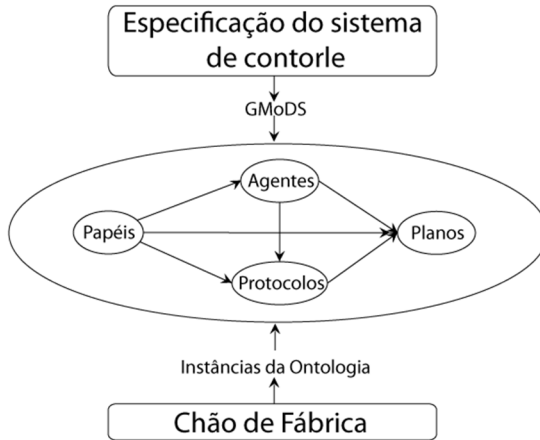 Especificação do sistema
de contorle
GMoDS
Agentes
Papéis
Planos
Protocolos
Instâncias da Ontologia
Chão de Fábrica